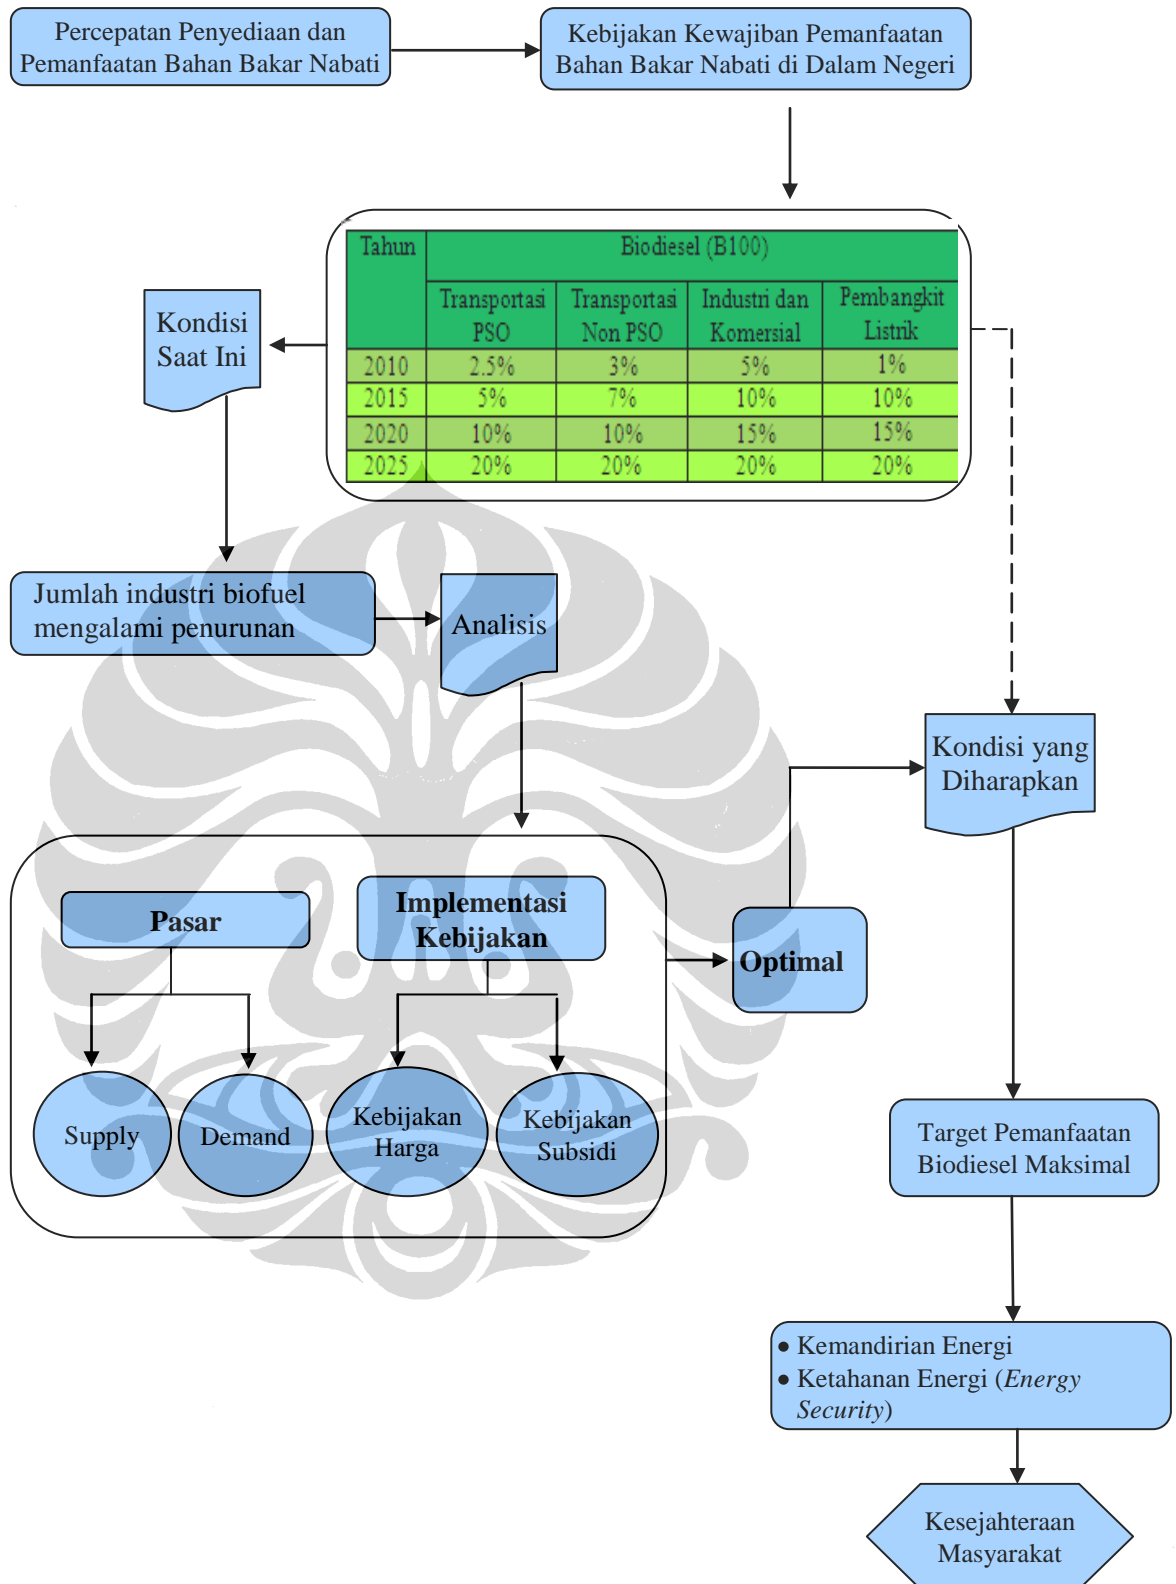 Percepatan Penyediaan dan
Pemanfaatan Bahan Bakar Nabati
Kebijakan Kewajiban Pemanfaatan
Bahan Bakar Nabati di Dalam Negeri
Tahun Biodiesel (B100)
Transportasi PSO Transportasi Non PSO Industri dan Komersial Pembangkit Listrik
2010 2.5% 3% 5% 1%
2015 5% 7% 10% 10%
2020 10% 10% 15% 15%
2025 20% 20% 20% 20%
Kondisi
Saat Ini
Jumlah industri biofuel
mengalami penurunan
Analisis
Kondisi yang
Diharapkan
Pasar
Implementasi
Kebijakan
Optimal
Supply
Demand
Kebijakan
Harga
Kebijakan
Subsidi
Target Pemanfaatan
Biodiesel Maksimal
● Kemandirian Energi
● Ketahanan Energi (Energy
Security)
Kesejahteraan
Masyarakat